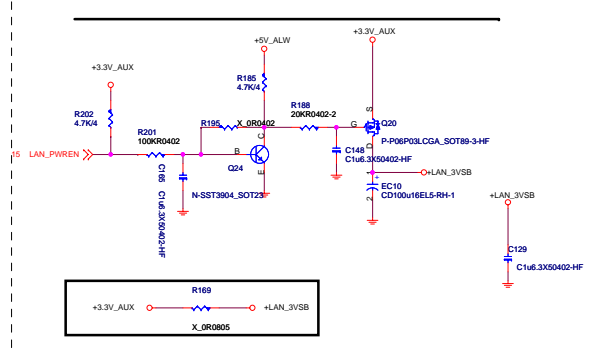 +5V_ALW
+3.3V_AUX
+3.3V_AUX
R185
4.7K/4
R202
4.7K/4
R195
X_0R0402
R188
20KR0402-2
S
G
Q20
P-P06P03LCGA_SOT89-3-HF
D
R201
100KR0402
15 LAN_PWREN
C
B
E
Q24
N-SST3904_SOT23
C165
C1u6.3X50402-HF
C148
C1u6.3X50402-HF
+LAN_3VSB
1
+
EC10
CD100u16EL5-RH-1
2
+LAN_3VSB
C129
C1u6.3X50402-HF
R169
+3.3V_AUX
+LAN_3VSB
X_0R0805